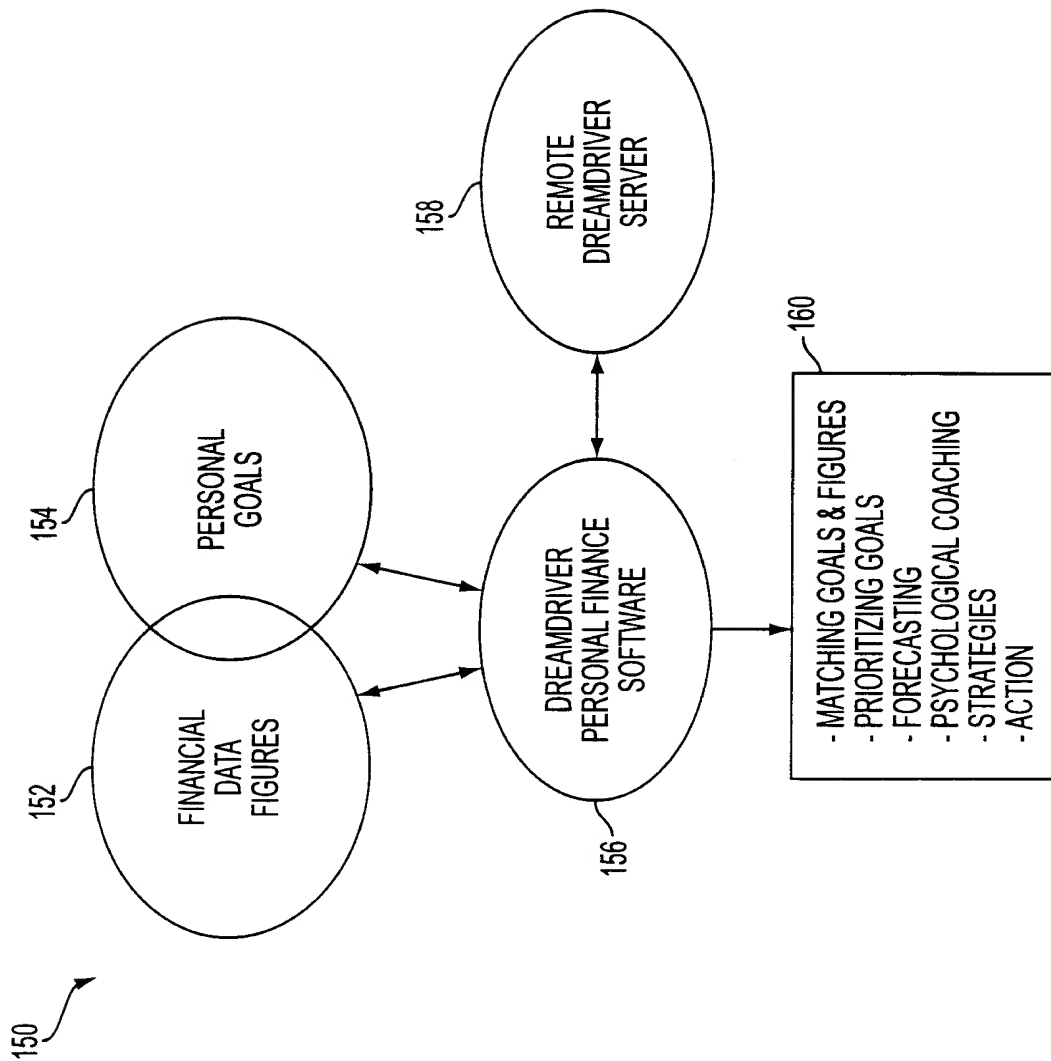 150
152
FINANCIAL
DATA
FIGURES
154
PERSONAL
GOALS
156
DREAMDRIVER
PERSONAL FINANCE
SOFTWARE
158
REMOTE
DREAMDRIVER
SERVER
160
- MATCHING GOALS & FIGURES
- PRIORITIZING GOALS
- FORECASTING
- PSYCHOLOGICAL COACHING
- STRATEGIES
- ACTION